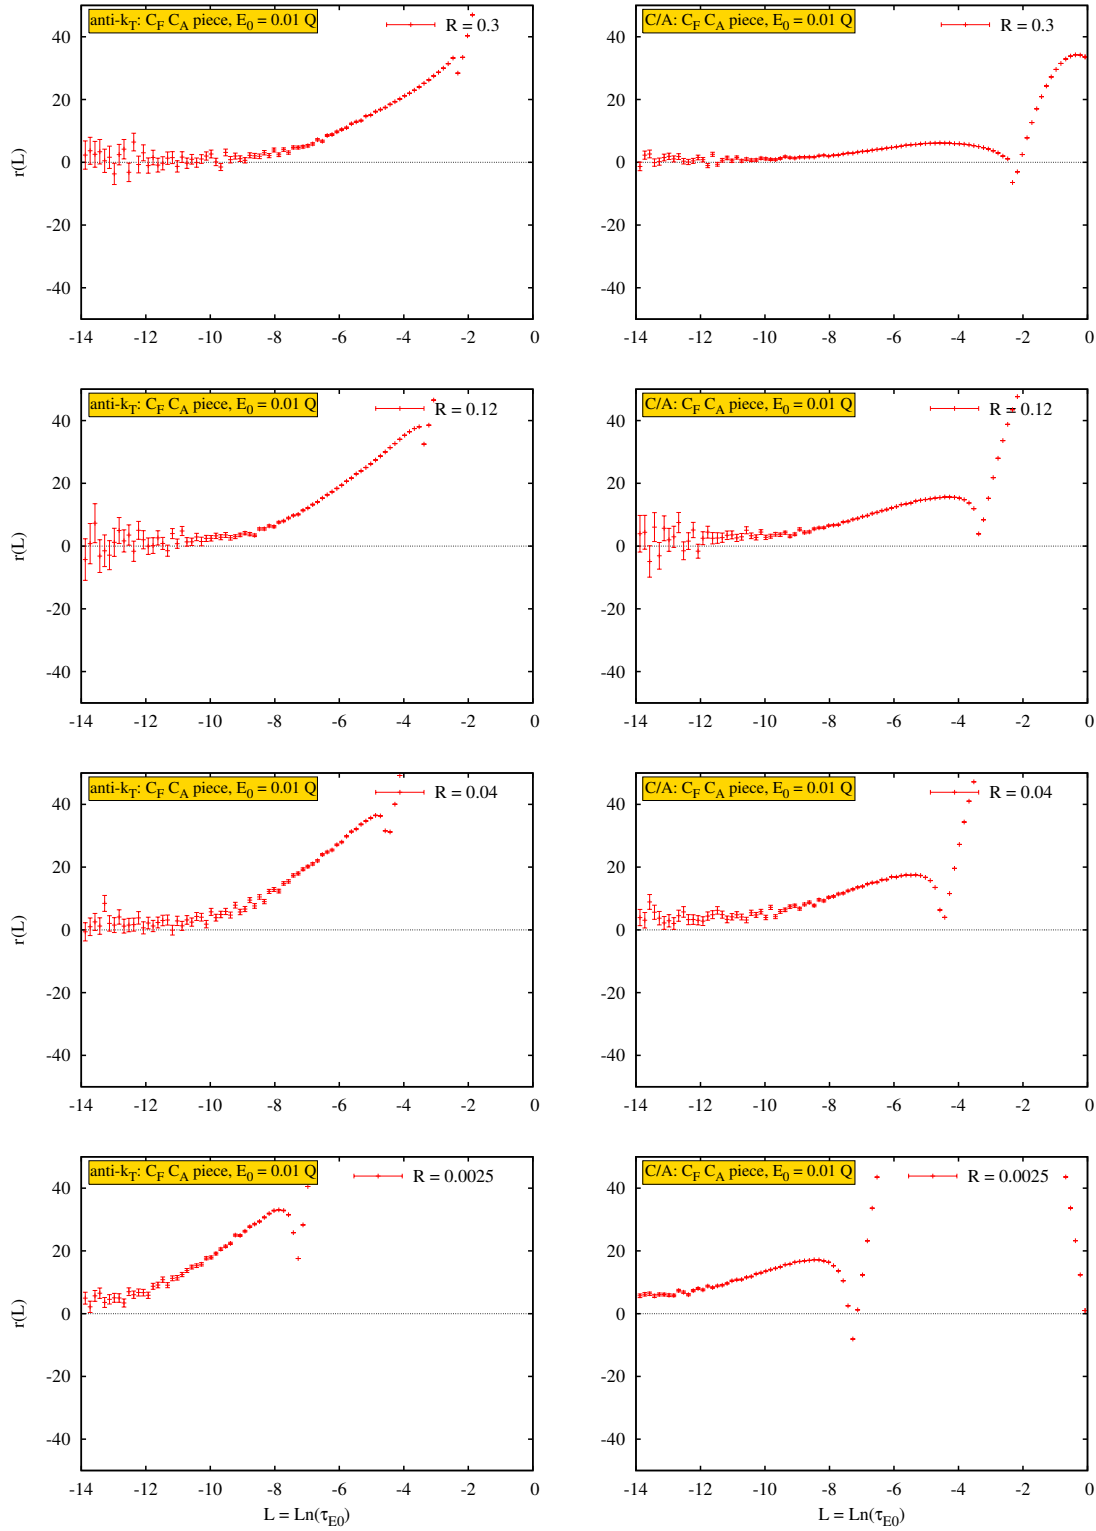 anti-k_T: C_F C_A piece, E_0 = 0.01 Q
R = 0.3
r(L)
40
20
0
-20
-40
-14 -12 -10 -8 -6 -4 -2 0
C/A: C_F C_A piece, E_0 = 0.01 Q
R = 0.3
40
20
0
-20
-40
-14 -12 -10 -8 -6 -4 -2 0
anti-k_T: C_F C_A piece, E_0 = 0.01 Q
R = 0.12
r(L)
40
20
0
-20
-40
-14 -12 -10 -8 -6 -4 -2 0
C/A: C_F C_A piece, E_0 = 0.01 Q
R = 0.12
40
20
0
-20
-40
-14 -12 -10 -8 -6 -4 -2 0
anti-k_T: C_F C_A piece, E_0 = 0.01 Q
R = 0.04
r(L)
40
20
0
-20
-40
-14 -12 -10 -8 -6 -4 -2 0
C/A: C_F C_A piece, E_0 = 0.01 Q
R = 0.04
40
20
0
-20
-40
-14 -12 -10 -8 -6 -4 -2 0
anti-k_T: C_F C_A piece, E_0 = 0.01 Q
R = 0.0025
r(L)
40
20
0
-20
-40
-14 -12 -10 -8 -6 -4 -2 0
L = Ln(τ_E0)
C/A: C_F C_A piece, E_0 = 0.01 Q
R = 0.0025
40
20
0
-20
-40
-14 -12 -10 -8 -6 -4 -2 0
L = Ln(τ_E0)